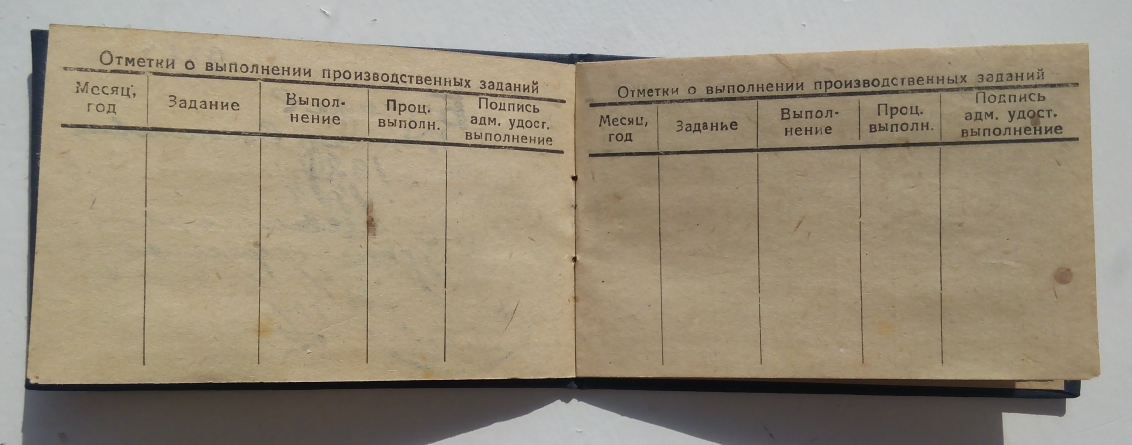 Отметки о выполнении производственных заданий
Месяц,
год
Задание
Выпол-
нение
Проц.
выполн.
Подпись
адм. удост.
выполнение
Отметки о выполнении производственных заданий
Месяц,
год
Задание
Выпол-
нение
Проц.
выполн.
Подпись
адм. удост.
выполнение